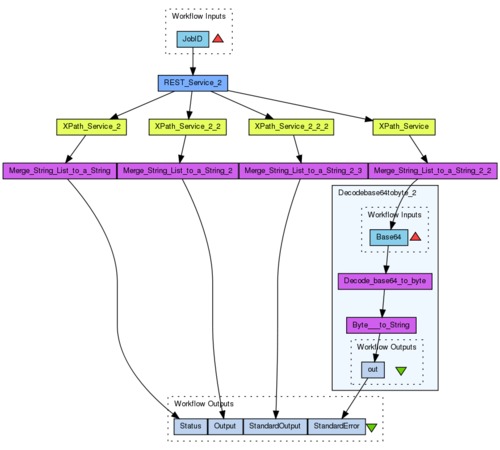 Workflow Inputs
JobID
REST_Service_2
XPath_Service_2
XPath_Service_2_2
XPath_Service_2_2_2
XPath_Service
Merge_String_List_to_a_String
Merge_String_List_to_a_String_2
Merge_String_List_to_a_String_2_3
Merge_String_List_to_a_String_2_2
Decodebase64tobyte_2
Workflow Inputs
Base64
Decode_base64_to_byte
Byte___to_String
Workflow Outputs
out
Workflow Outputs
Status
Output
StandardOutput
StandardError